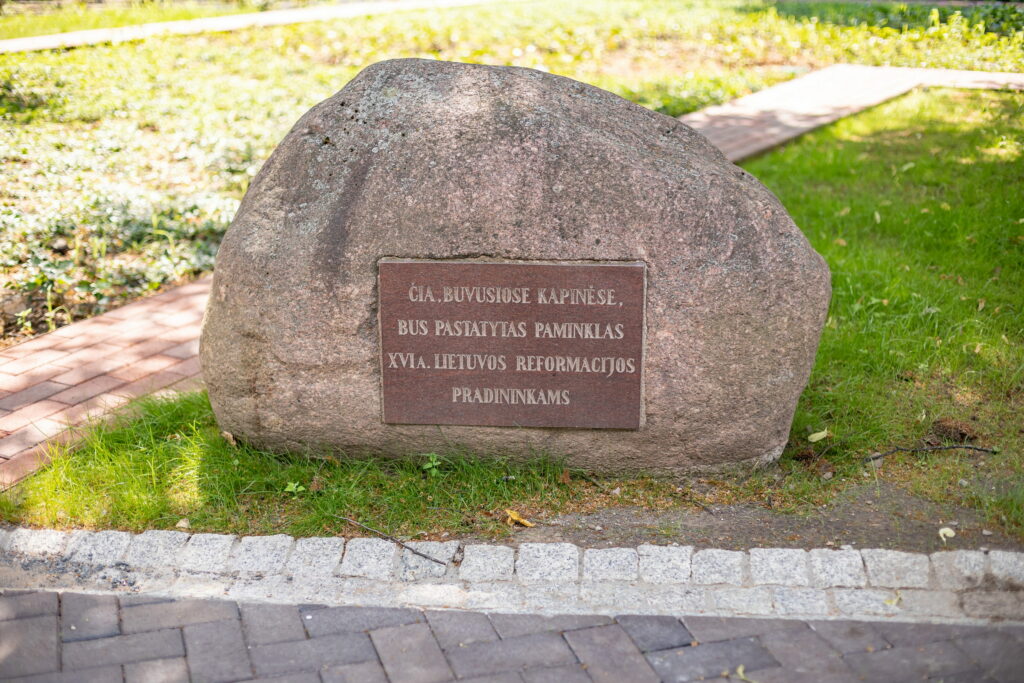 ČIA, BUVUSIOSE KAPINĖSE,
BUS PASTATYTAS PAMINKLAS
XVI A. LIETUVOS REFORMACIJOS
PRADININKAMS